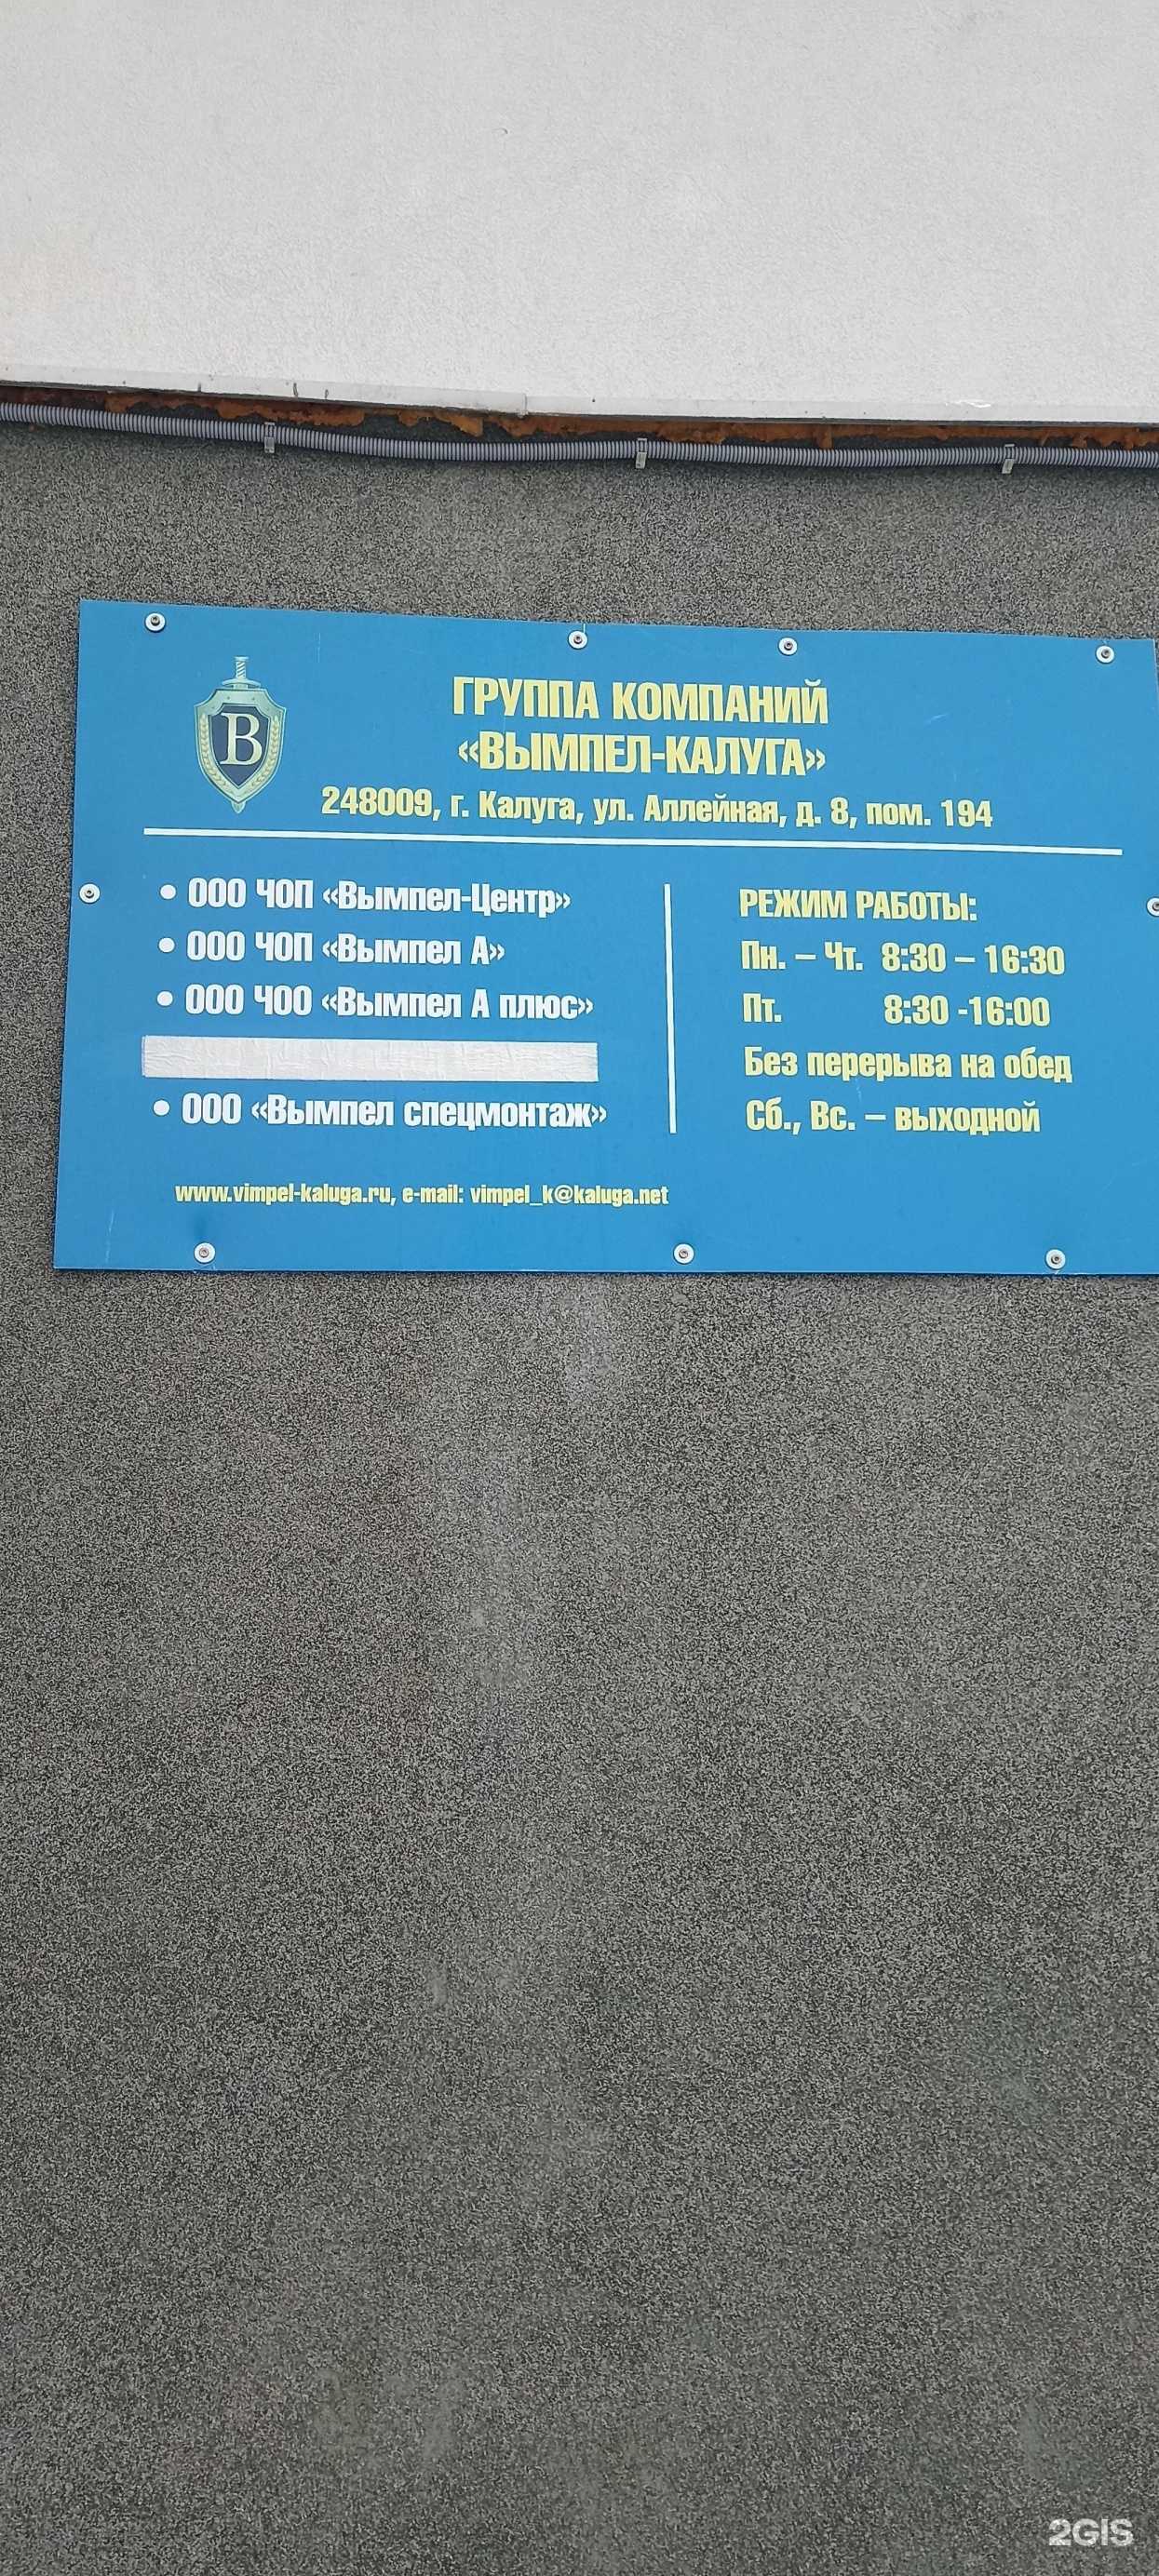 В
ГРУППА КОМПАНИЙ
«ВЫМПЕЛ-КАЛУГА»
248009, г. Калуга, ул. Аллейная, д. 8, пом. 194
• ООО ЧОП «Вымпел-Центр»
• ООО ЧОП «Вымпел А»
• ООО ЧОО «Вымпел А плюс»
• ООО «Вымпел спецмонтаж»
РЕЖИМ РАБОТЫ:
Пн. – Чт. 8:30 – 16:30
Пт. 8:30 -16:00
Без перерыва на обед
Сб., Вс. – выходной
www.vimpel-kaluga.ru, e-mail: vimpel_k@kaluga.net
2GIS